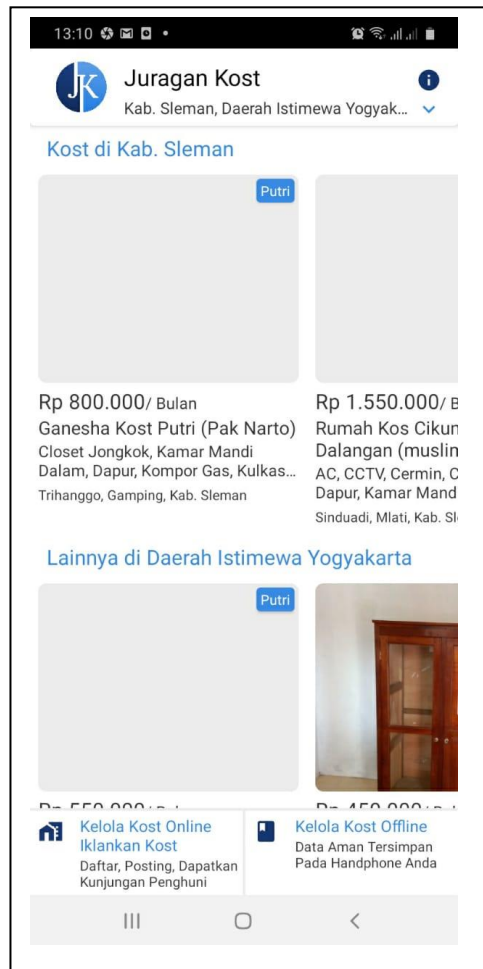 13:10
JK
Juragan Kost
Kab. Sleman, Daerah Istimewa Yogyak...
Kost di Kab. Sleman
Putri
Rp 800.000/ Bulan
Ganesha Kost Putri (Pak Narto)
Closet Jongkok, Kamar Mandi
Dalam, Dapur, Kompor Gas, Kulkas...
Trihanggo, Gamping, Kab. Sleman
Rp 1.550.000/ B
Rumah Kos Cikun
Dalangan (muslim
AC, CCTV, Cermin, C
Dapur, Kamar Mand
Sinduadi, Mlati, Kab. Sl
Lainnya di Daerah Istimewa Yogyakarta
Putri
Kelola Kost Online
Iklankan Kost
Daftar, Posting, Dapatkan
Kunjungan Penghuni
Kelola Kost Offline
Data Aman Tersimpan
Pada Handphone Anda